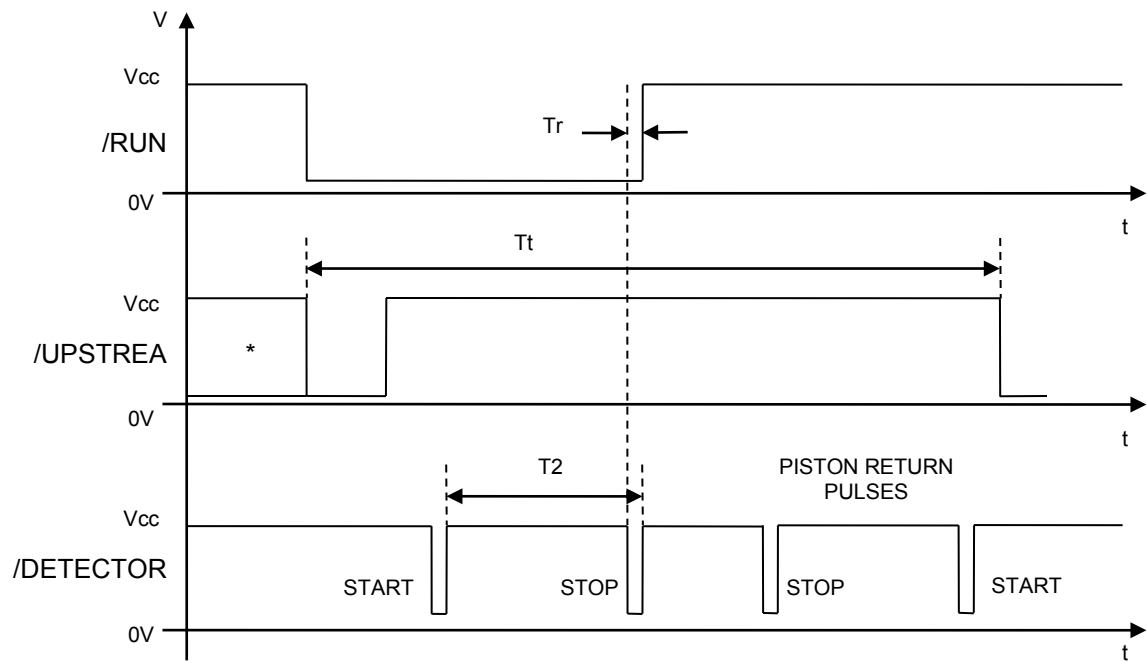 V
Vcc
/RUN
Tr
0V
t
Tt
Vcc
/UPSTREA
*
0V
t
T2
PISTON RETURN
PULSES
Vcc
/DETECTOR
START
STOP
STOP
START
0V
t